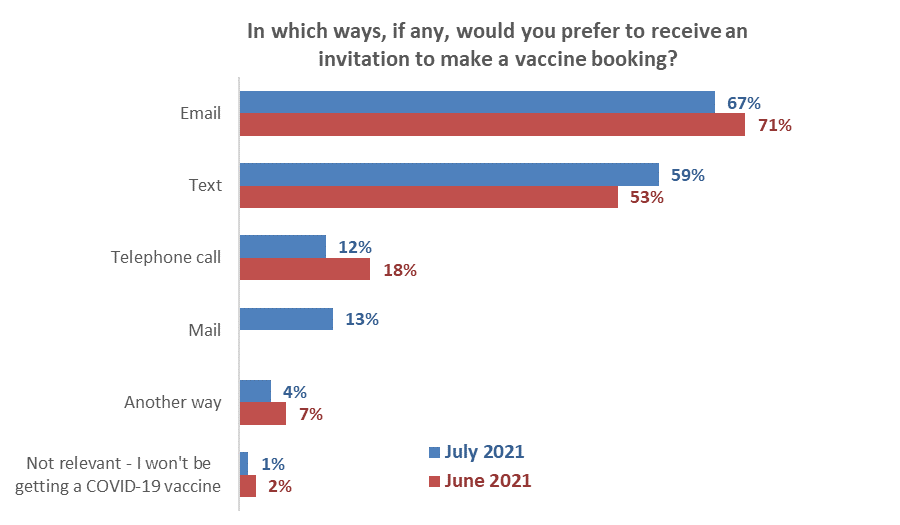 In which ways, if any, would you prefer to receive an
invitation to make a vaccine booking?
Email
67%
71%
Text
59%
53%
Telephone call
12%
18%
Mail
13%
Another way
4%
7%
Not relevant - I won't be
getting a COVID-19 vaccine
1%
2%
July 2021
June 2021